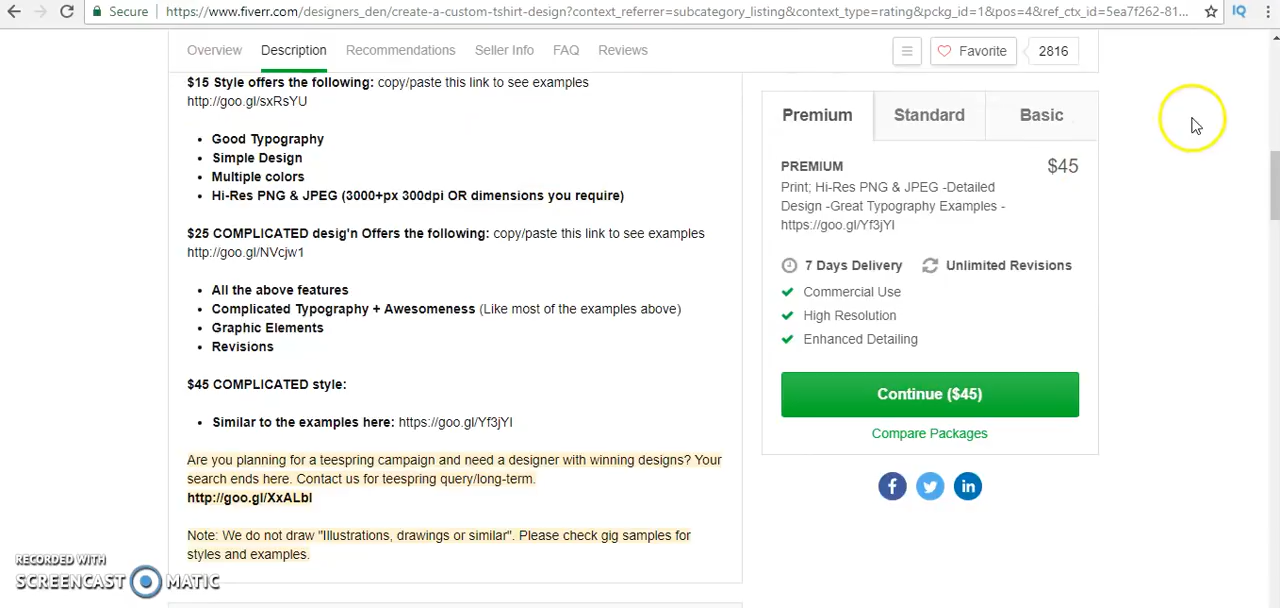 Secure
https://www.fiverr.com/designers_den/create-a-custom-tshirt-design?context_referrer=subcategory_listing&context_type=rating&pckg_id=1&pos=4&ref_ctx_id=5ea7f262-81...
IQ
Overview Description Recommendations Seller Info FAQ Reviews
Favorite 2816
$15 Style offers the following: copy/paste this link to see examples
http://goo.gl/sxRsYU
• Good Typography
• Simple Design
• Multiple colors
• Hi-Res PNG & JPEG (3000+px 300dpi OR dimensions you require)
$25 COMPLICATED desig'n Offers the following: copy/paste this link to see examples
http://goo.gl/NVcjw1
• All the above features
• Complicated Typography + Awesomeness (Like most of the examples above)
• Graphic Elements
• Revisions
$45 COMPLICATED style:
• Similar to the examples here: https://goo.gl/Yf3jYI
Are you planning for a teespring campaign and need a designer with winning designs? Your
search ends here. Contact us for teespring query/long-term.
http://goo.gl/XxALbI
Note: We do not draw "Illustrations, drawings or similar". Please check gig samples for
styles and examples.
Premium Standard Basic
PREMIUM $45
Print; Hi-Res PNG & JPEG -Detailed
Design -Great Typography Examples -
https://goo.gl/Yf3jYI
7 Days Delivery Unlimited Revisions
Commercial Use
High Resolution
Enhanced Detailing
Continue ($45)
Compare Packages
RECORDED WITH
SCREENCAST MATIC